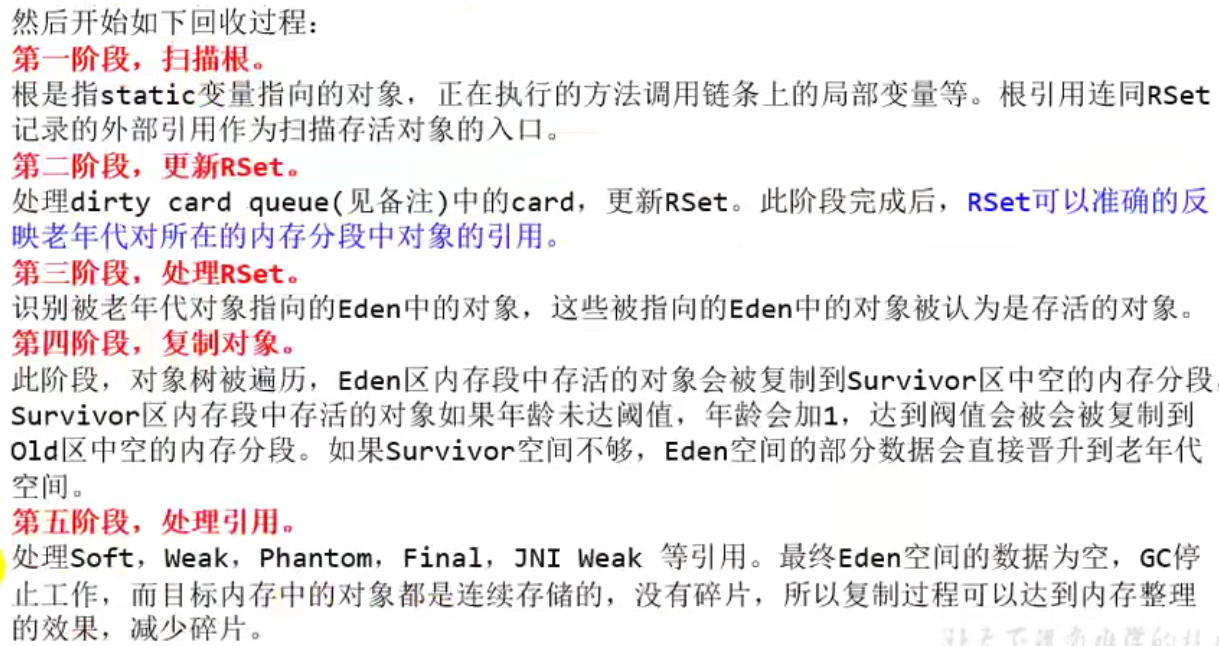 然后开始如下回收过程：
第一阶段，扫描根。
根是指static变量指向的对象，正在执行的方法调用链条上的局部变量等。根引用连同RSet
记录的外部引用作为扫描存活对象的入口。
第二阶段，更新RSet。
处理dirty card queue(见备注)中的card，更新RSet。此阶段完成后，RSet可以准确的反
映老年代对所在的内存分段中对象的引用。
第三阶段，处理RSet。
识别被老年代对象指向的Eden中的对象，这些被指向的Eden中的对象被认为是存活的对象。
第四阶段，复制对象。
此阶段，对象树被遍历，Eden区内存段中存活的对象会被复制到Survivor区中空的内存分段，
Survivor区内存段中存活的对象如果年龄未达阈值，年龄会加1，达到阀值会被会被复制到
Old区中空的内存分段。如果Survivor空间不够，Eden空间的部分数据会直接晋升到老年代
空间。
第五阶段，处理引用。
处理Soft，Weak，Phantom，Final，JNI Weak 等引用。最终Eden空间的数据为空，GC停
止工作，而目标内存中的对象都是连续存储的，没有碎片，所以复制过程可以达到内存整理
的效果，减少碎片。